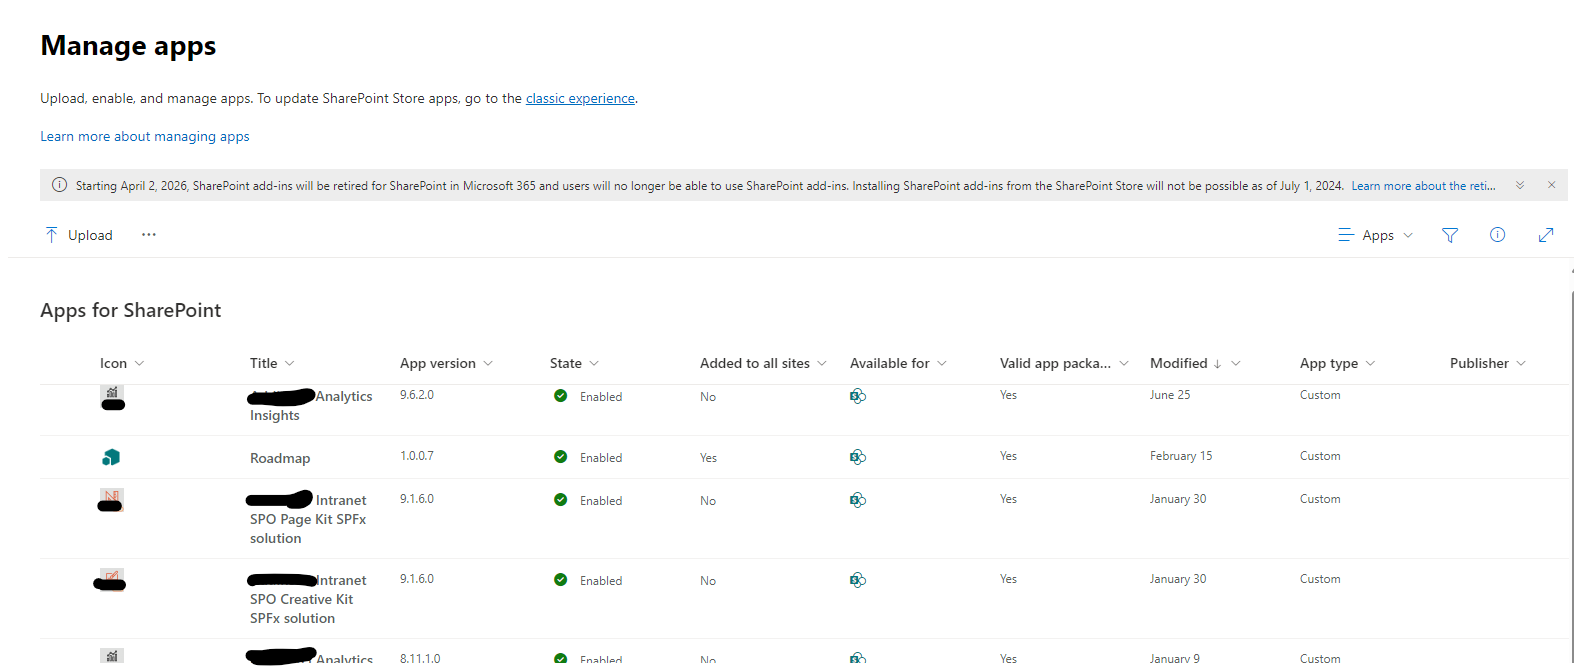 Manage apps
Upload, enable, and manage apps. To update SharePoint Store apps, go to the classic experience.
Learn more about managing apps
Starting April 2, 2026, SharePoint add-ins will be retired for SharePoint in Microsoft 365 and users will no longer be able to use SharePoint add-ins. Installing SharePoint add-ins from the SharePoint Store will not be possible as of July 1, 2024. Learn more about the reti...
Upload ... Apps
Apps for SharePoint
Icon Title App version State Added to all sites Available for Valid app packa... Modified App type Publisher
Analytics 9.6.2.0 Enabled No Yes June 25 Custom
Insights
Roadmap 1.0.0.7 Enabled Yes Yes February 15 Custom
Intranet 9.1.6.0 Enabled No Yes January 30 Custom
SPO Page Kit SPFx
solution
Intranet 9.1.6.0 Enabled No Yes January 30 Custom
SPO Creative Kit
SPFx solution
Analytics 8.11.1.0 Enabled No Yes January 9 Custom